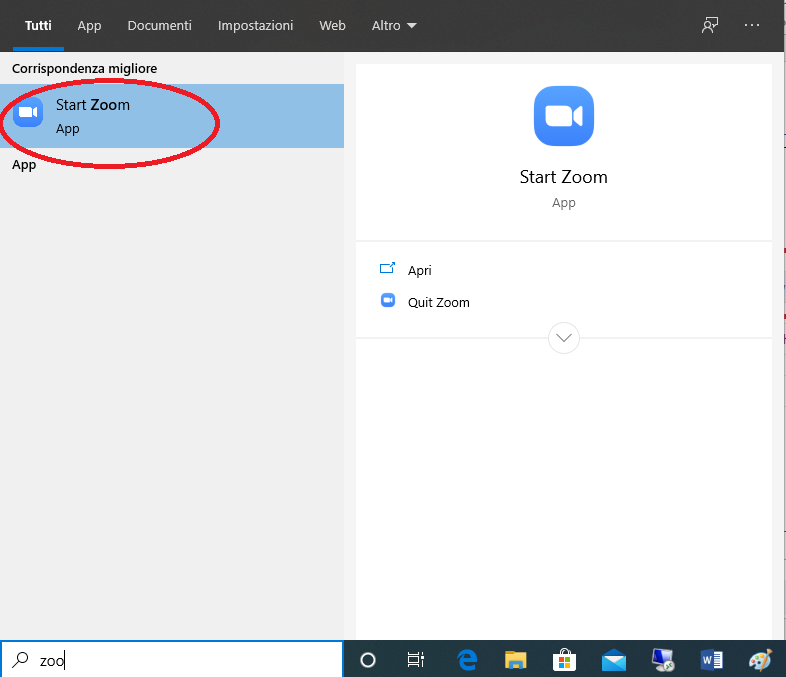 Tutti App Documenti Impostazioni Web Altro
Corrispondenza migliore
Start Zoom
App
App
Start Zoom
App
Apri
Quit Zoom
zoo